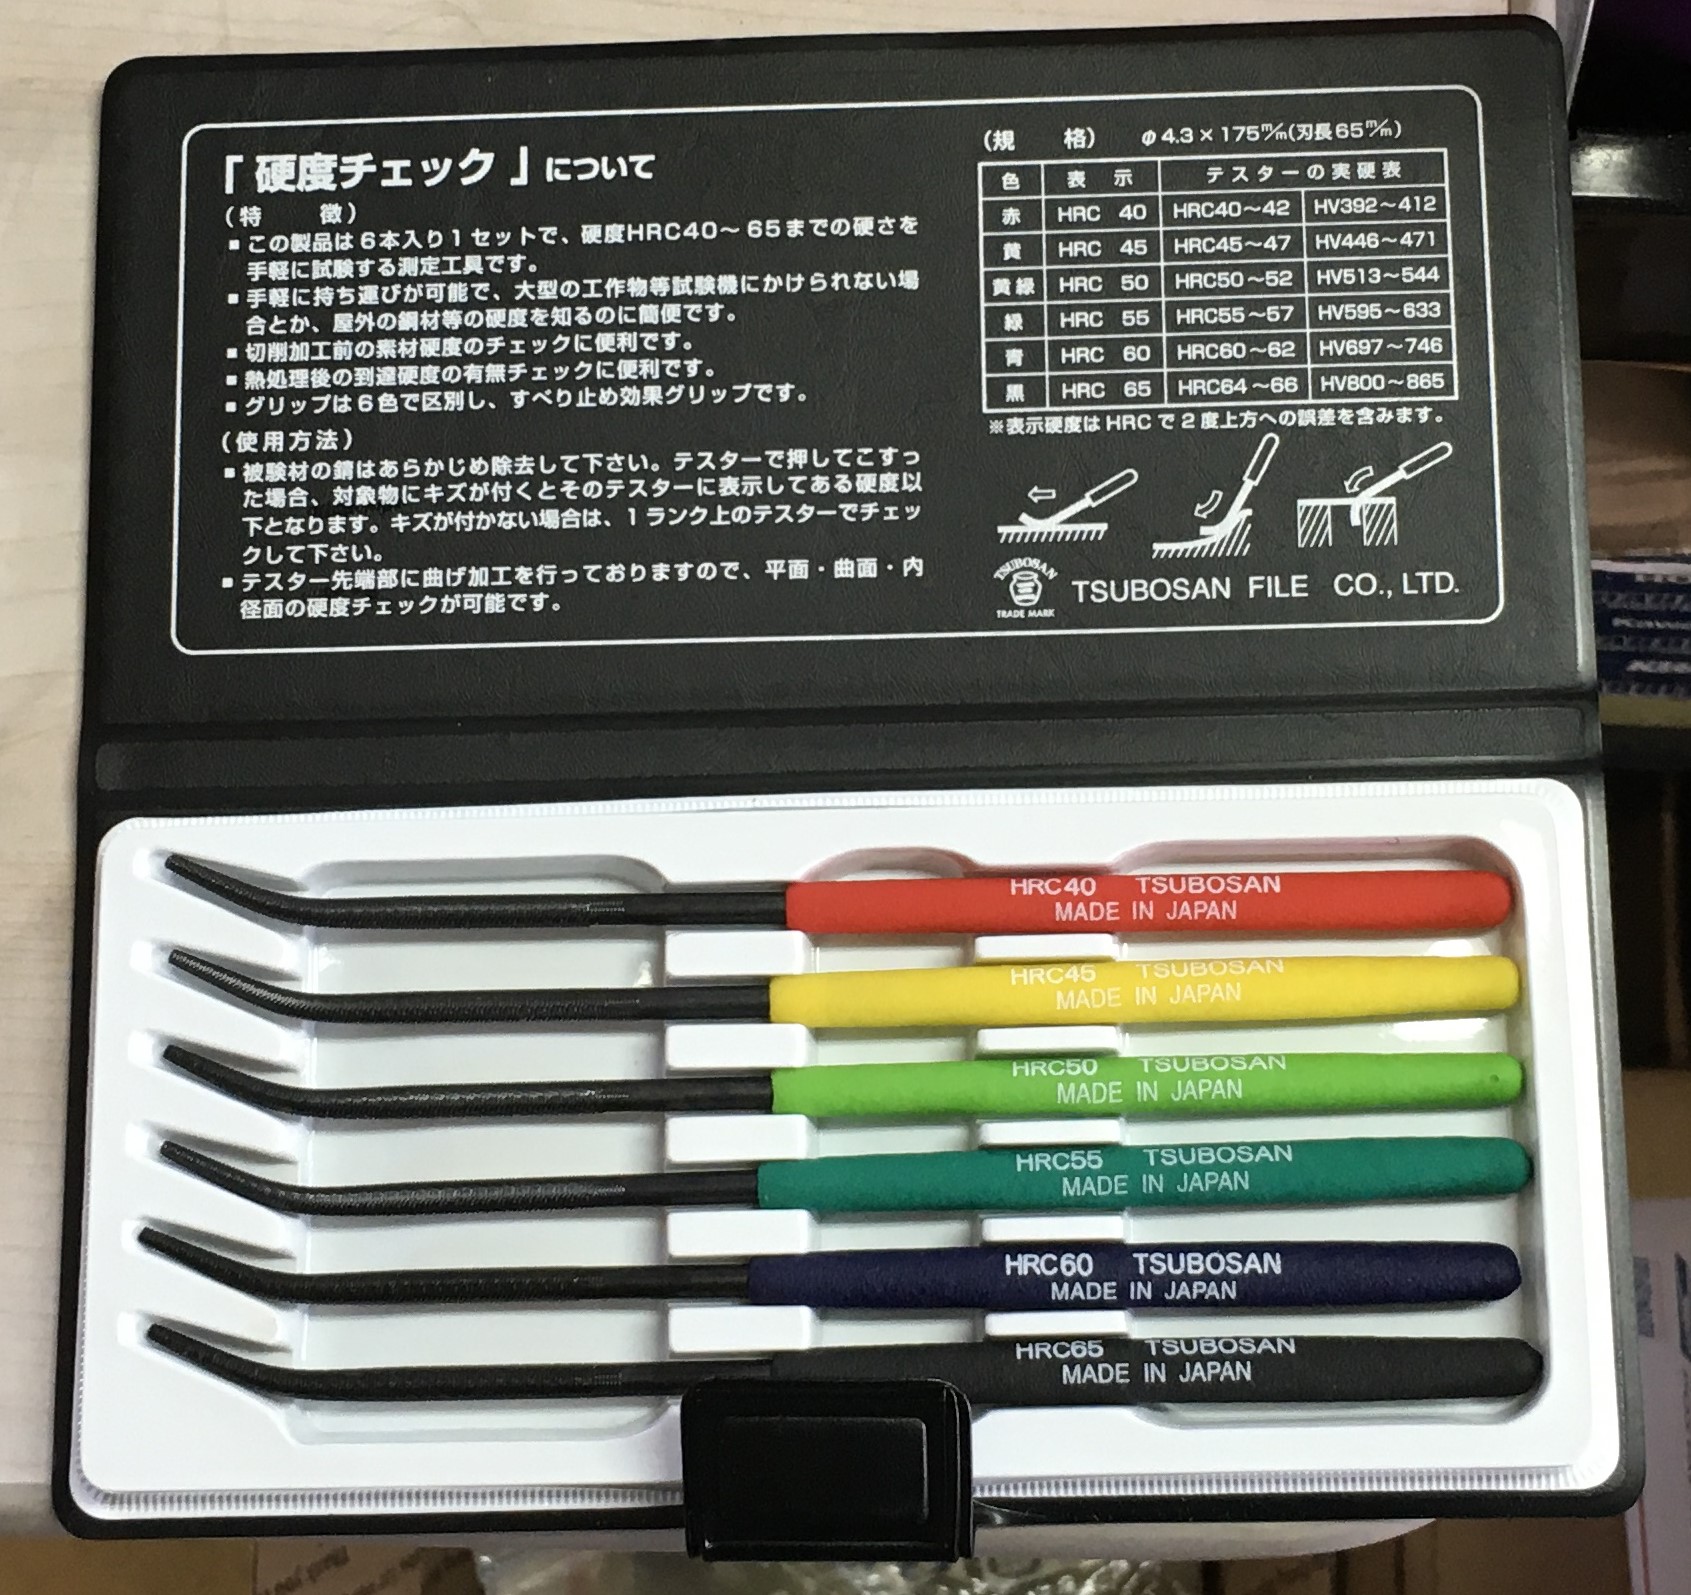 「硬度チェック」について
(特　徴)
▪この製品は6本入り1セットで、硬度HRC40～65までの硬さを
手軽に試験する測定工具です。
▪手軽に持ち運びが可能で、大型の工作物等試験機にかけられない場
合とか、屋外の鋼材等の硬度を知るのに簡便です。
▪切削加工前の素材硬度のチェックに便利です。
▪熱処理後の到達硬度の有無チェックに便利です。
▪グリップは6色で区別し、すべり止め効果グリップです。
(使用方法)
▪被験材の錆はあらかじめ除去して下さい。テスターで押してこすっ
た場合、対象物にキズが付くとそのテスターに表示してある硬度以
下となります。キズが付かない場合は、1ランク上のテスターでチェッ
クして下さい。
▪テスター先端部に曲げ加工を行っておりますので、平面・曲面・内
径面の硬度チェックが可能です。
(規　格)　φ4.3×175m/m(刃長65m/m)
色 表示 テスターの実硬表
赤 HRC 40 HRC40～42 HV392～412
黄 HRC 45 HRC45～47 HV446～471
黄緑 HRC 50 HRC50～52 HV513～544
緑 HRC 55 HRC55～57 HV595～633
青 HRC 60 HRC60～62 HV697～746
黒 HRC 65 HRC64～66 HV800～865
※表示硬度はHRCで2度上方への誤差を含みます。
TSUBOSAN
TRADE MARK
TSUBOSAN FILE CO., LTD.
HRC40 TSUBOSAN
MADE IN JAPAN
HRC45 TSUBOSAN
MADE IN JAPAN
HRC50 TSUBOSAN
MADE IN JAPAN
HRC55 TSUBOSAN
MADE IN JAPAN
HRC60 TSUBOSAN
MADE IN JAPAN
HRC65 TSUBOSAN
MADE IN JAPAN